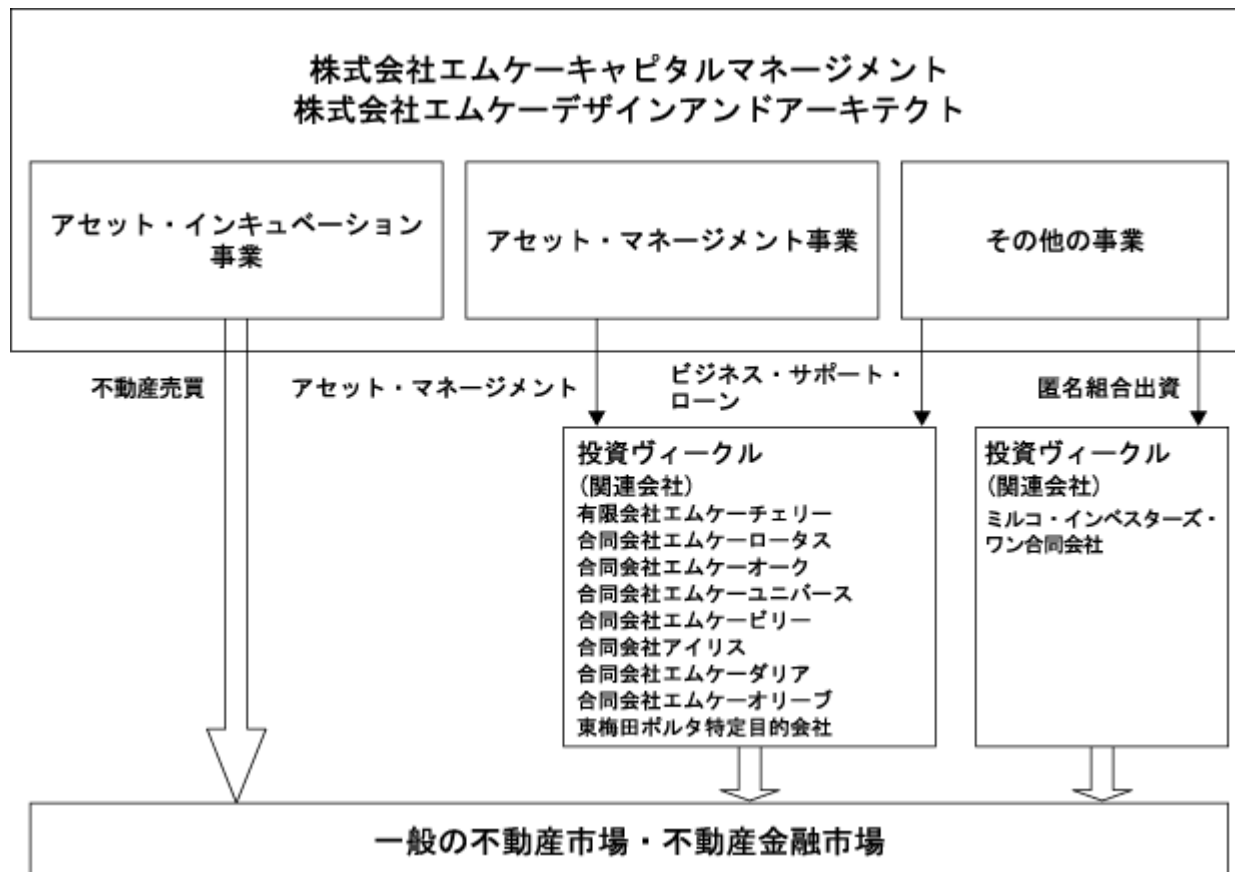 株式会社エムケーキャピタルマネージメント
株式会社エムケーデザインアンドアーキテクト
アセット・インキュベーション
事業
アセット・マネージメント事業
その他の事業
不動産売買
アセット・マネージメント
ビジネス・サポート・
ローン
匿名組合出資
投資ヴィークル
(関連会社)
有限会社エムケーチェリー
合同会社エムケーロータス
合同会社エムケーオーク
合同会社エムケーユニバース
合同会社エムケービリー
合同会社アイリス
合同会社エムケーダリア
合同会社エムケーオリーブ
東梅田ポルタ特定目的会社
投資ヴィークル
(関連会社)
ミルコ・インベスターズ・
ワン合同会社
一般の不動産市場・不動産金融市場